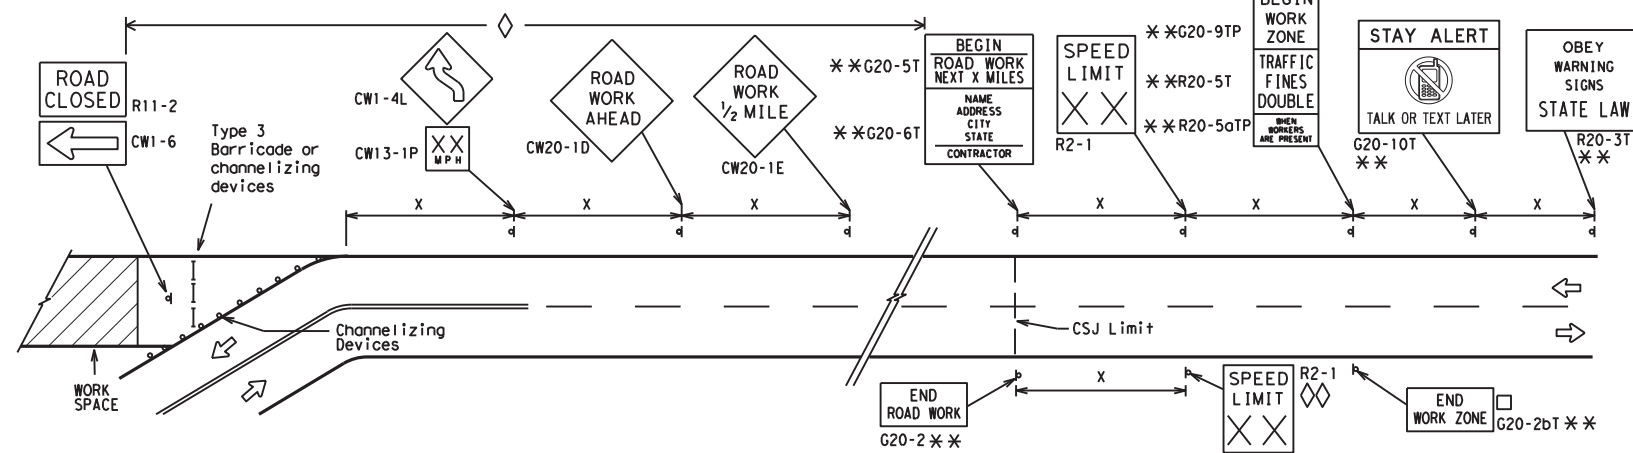 ROAD
CLOSED
R11-2
CW1-6
Type 3
Barricade or
channelizing
devices
CW1-4L
XX
MPH
CW13-1P
ROAD
WORK
AHEAD
CW20-1D
ROAD
WORK
1/2 MILE
CW20-1E
**G20-5T
**G20-6T
BEGIN
ROAD WORK
NEXT X MILES
NAME
ADDRESS
CITY
STATE
CONTRACTOR
SPEED
LIMIT
XX
R2-1
**G20-9TP
**R20-5T
**R20-5aTP
BEGIN
WORK
ZONE
TRAFFIC
FINES
DOUBLE
WHEN
WORKERS
ARE PRESENT
STAY ALERT
TALK OR TEXT LATER
G20-10T
**
OBEY
WARNING
SIGNS
STATE LAW
R20-3T
**
X
X
X
X
X
X
X
Channelizing
Devices
CSJ Limit
WORK
SPACE
END
ROAD WORK
G20-2 **
X
SPEED
LIMIT
XX
R2-1
END
WORK ZONE
G20-2bT **